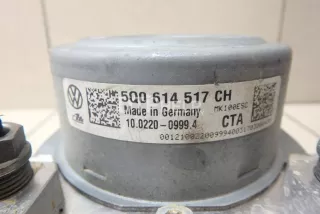 5Q0 614 517 CH
MK100ESC
Made in Germany
10.0220-0999.4
CTA